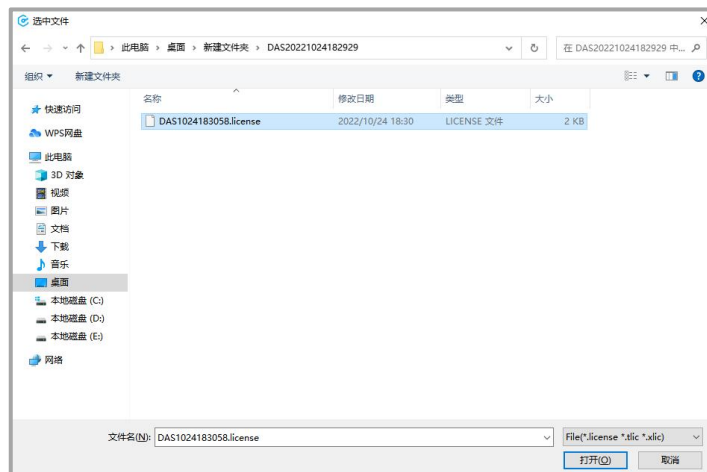 选中文件
此电脑 › 桌面 › 新建文件夹 › DAS20221024182929
在 DAS20221024182929 中...
组织
新建文件夹
名称 修改日期 类型 大小
DAS1024183058.license 2022/10/24 18:30 LICENSE 文件 2 KB
快速访问
WPS网盘
此电脑
3D 对象
视频
图片
文档
下载
音乐
桌面
本地磁盘 (C:)
本地磁盘 (D:)
本地磁盘 (E:)
网络
文件名(N): DAS1024183058.license File(*.license *.tlic *.xlic)
打开(O) 取消